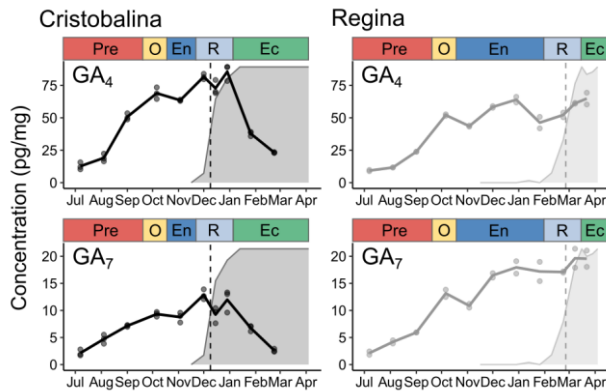 Cristobalina Regina
Pre O En R Ec Pre O En R Ec
GA4 GA4
75
50
25
0
75
50
25
0
Jul Aug Sep Oct Nov Dec Jan Feb Mar Apr Jul Aug Sep Oct Nov Dec Jan Feb Mar Apr
Concentration (pg/mg)
Pre O En R Ec Pre O En R Ec
GA7 GA7
20
15
10
5
0
20
15
10
5
0
Jul Aug Sep Oct Nov Dec Jan Feb Mar Apr Jul Aug Sep Oct Nov Dec Jan Feb Mar Apr